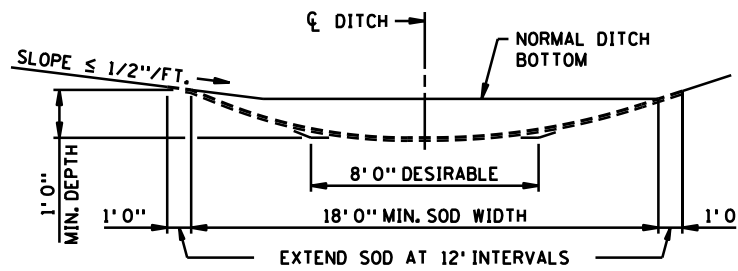 ℄ DITCH
NORMAL DITCH
BOTTOM
SLOPE ≤ 1/2"/FT.
1'0"
MIN. DEPTH
8'0" DESIRABLE
1'0"
18'0" MIN. SOD WIDTH
1'0
EXTEND SOD AT 12' INTERVALS